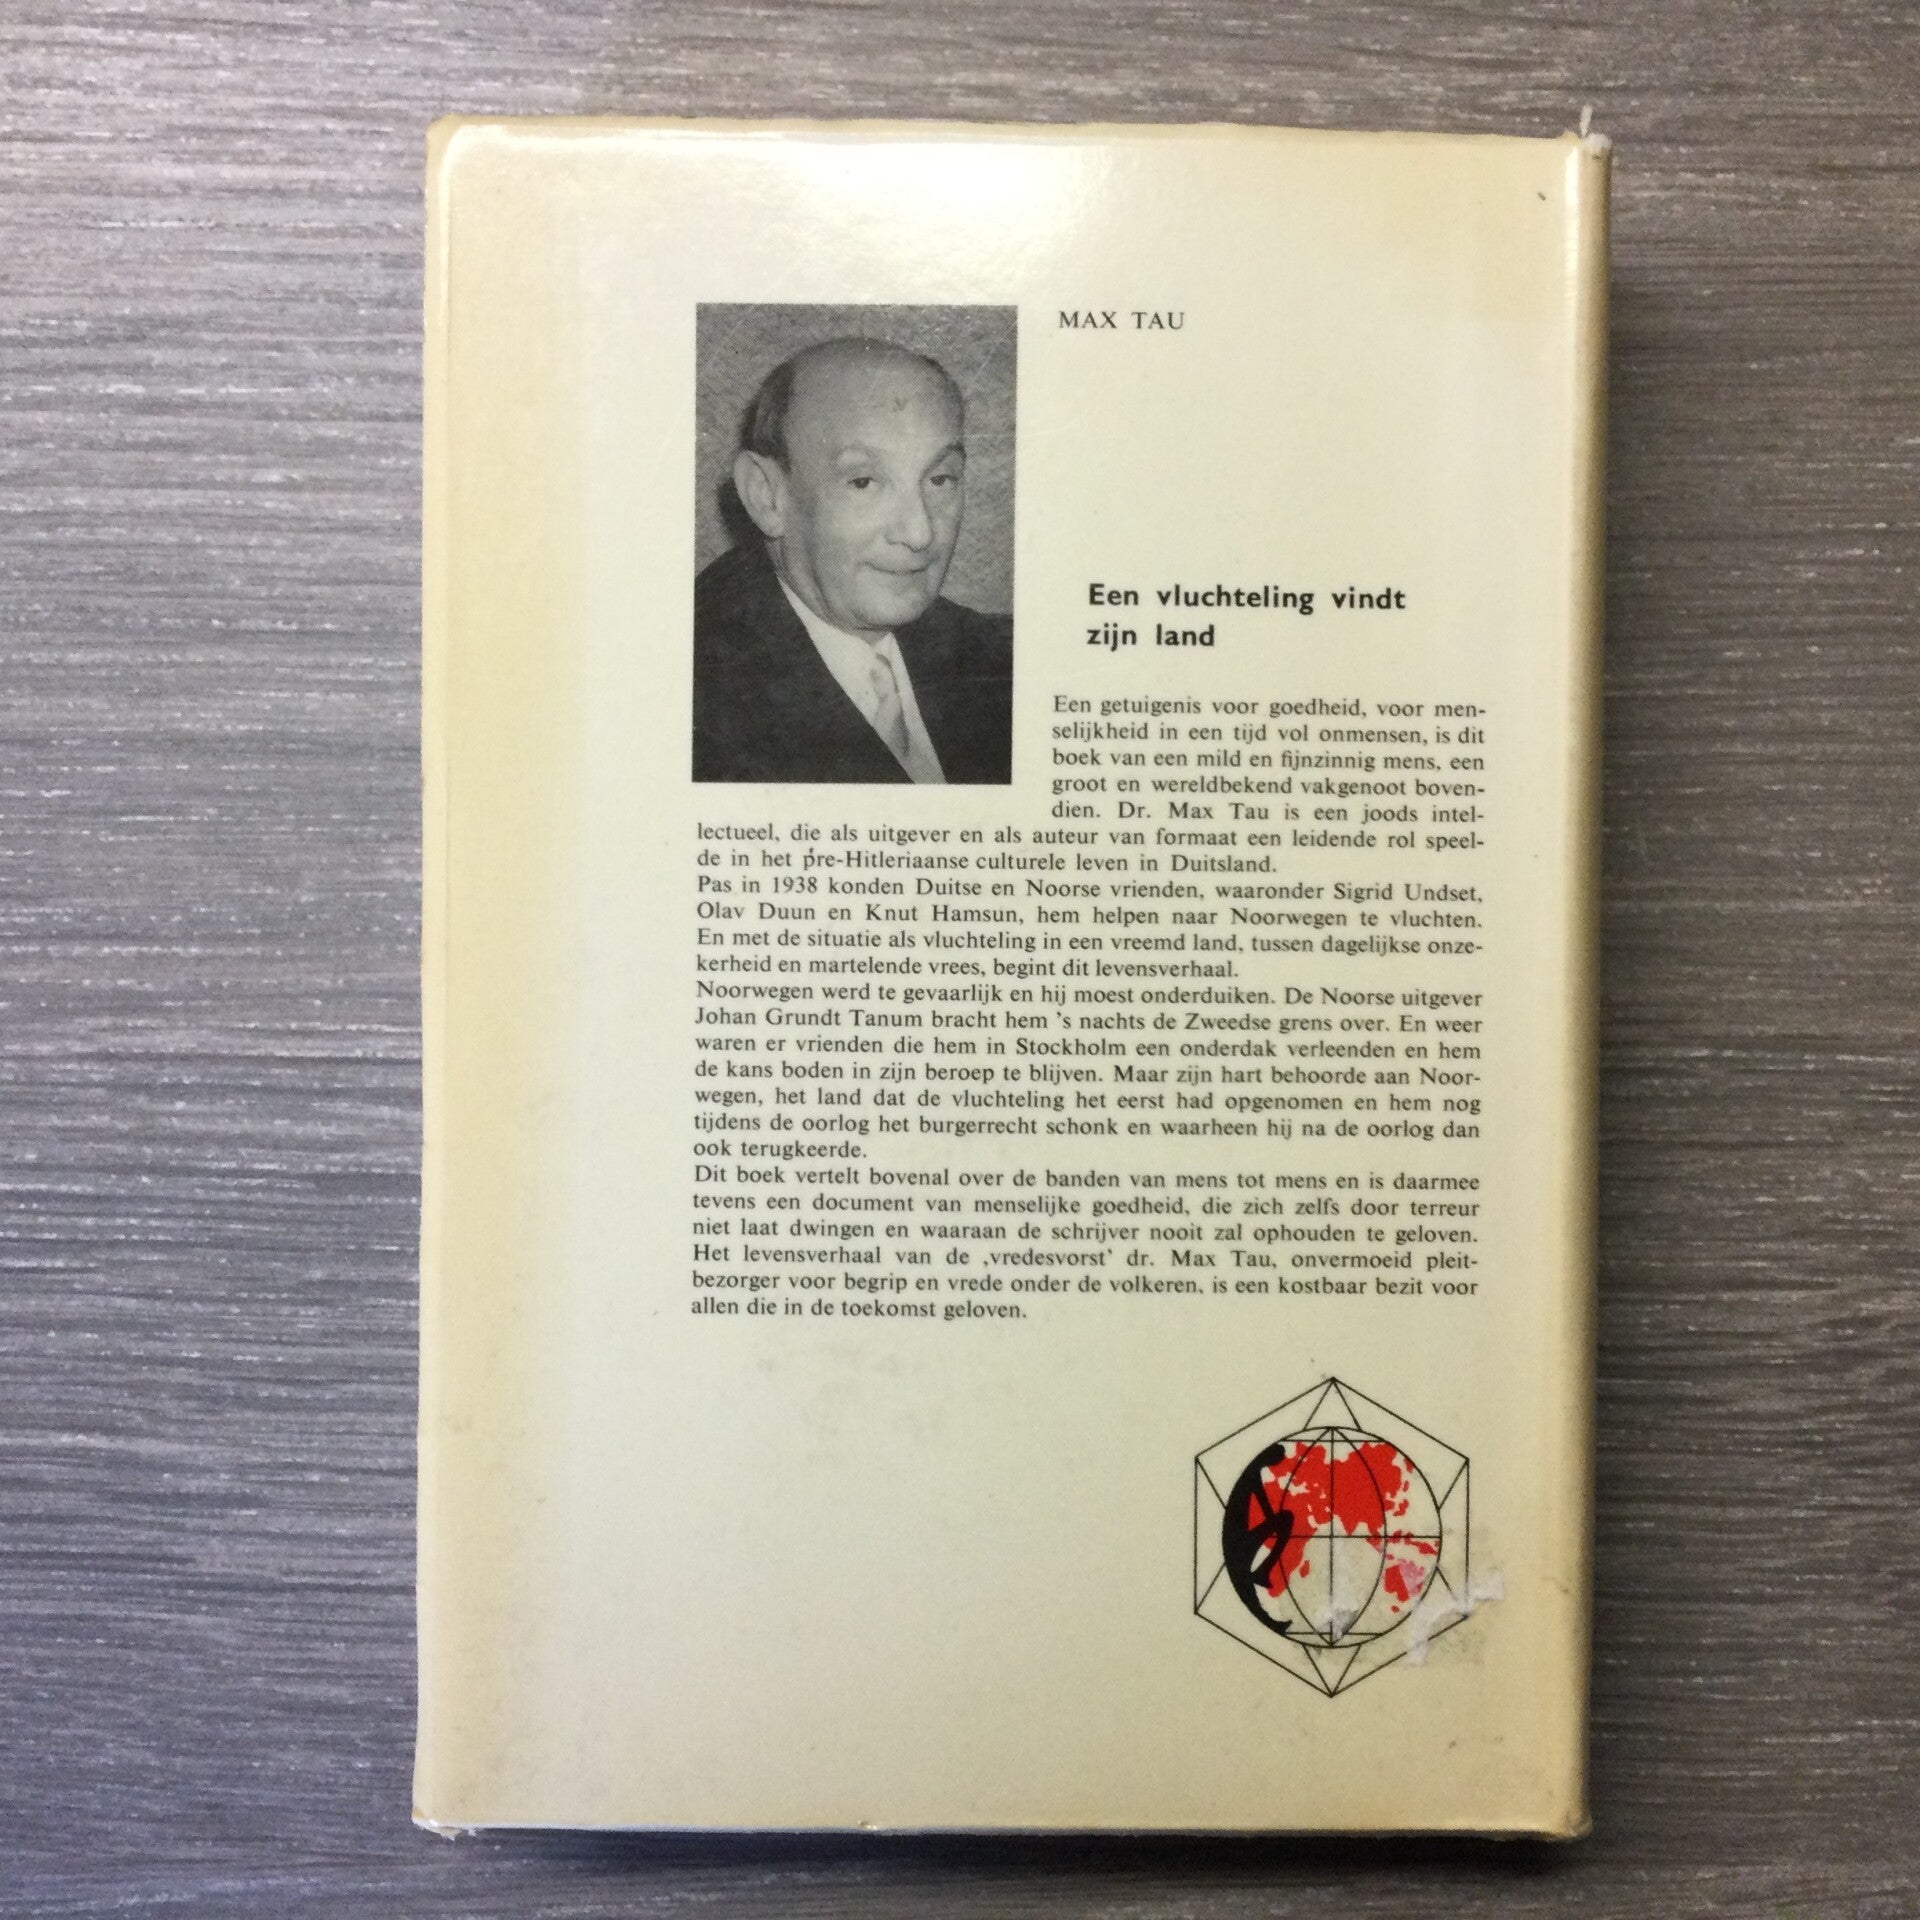 MAX TAU
Een vluchteling vindt
zijn land
Een getuigenis voor goedheid, voor men-
selijkheid in een tijd vol onmensen, is dit
boek van een mild en fijnzinnig mens, een
groot en wereldbekend vakgenoot boven-
dien. Dr. Max Tau is een joods intel-
lectueel, die als uitgever en als auteur van formaat een leidende rol speel-
de in het pre-Hitleriaanse culturele leven in Duitsland.
Pas in 1938 konden Duitse en Noorse vrienden, waaronder Sigrid Undset,
Olav Duun en Knut Hamsun, hem helpen naar Noorwegen te vluchten.
En met de situatie als vluchteling in een vreemd land, tussen dagelijkse onze-
kerheid en martelende vrees, begint dit levensverhaal.
Noorwegen werd te gevaarlijk en hij moest onderduiken. De Noorse uitgever
Johan Grundt Tanum bracht hem 's nachts de Zweedse grens over. En weer
waren er vrienden die hem in Stockholm een onderdak verleenden en hem
de kans boden in zijn beroep te blijven. Maar zijn hart behoorde aan Noor-
wegen, het land dat de vluchteling het eerst had opgenomen en hem nog
tijdens de oorlog het burgerrecht schonk en waarheen hij na de oorlog dan
ook terugkeerde.
Dit boek vertelt bovenal over de banden van mens tot mens en is daarmee
tevens een document van menselijke goedheid, die zich zelfs door terreur
niet laat dwingen en waaraan de schrijver nooit zal ophouden te geloven.
Het levensverhaal van de ‚vredesvorst' dr. Max Tau, onvermoeid pleit-
bezorger voor begrip en vrede onder de volkeren, is een kostbaar bezit voor
allen die in de toekomst geloven.